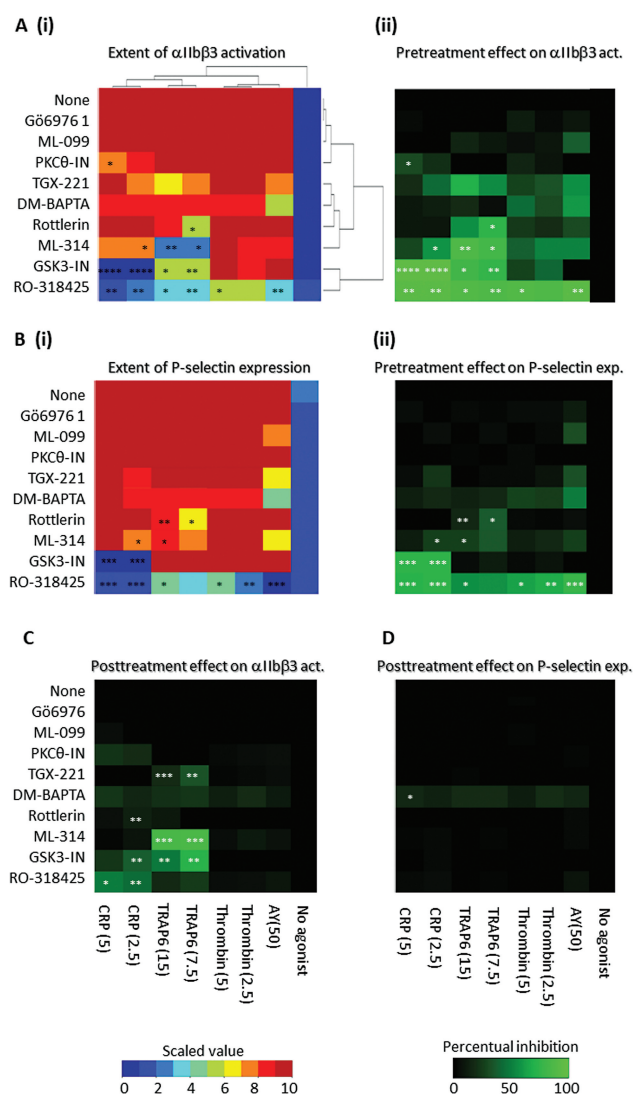 A (i)
(ii)
Extent of αIIbβ3 activation
Pretreatment effect on αIIbβ3 act.
None
Gö6976 1
ML-099
PKCθ-IN
*
*
TGX-221
DM-BAPTA
Rottlerin
*
*
ML-314
* ** *
* ** *
GSK3-IN
**** **** * **
**** **** * **
RO-318425
** ** * ** * **
** ** * ** * **
B (i)
(ii)
Extent of P-selectin expression
Pretreatment effect on P-selectin exp.
None
Gö6976 1
ML-099
PKCθ-IN
TGX-221
DM-BAPTA
Rottlerin
** *
** *
ML-314
* *
* *
GSK3-IN
*** ***
*** ***
RO-318425
*** *** * * ** ***
*** *** * * ** ***
C
D
Posttreatment effect on αIIbβ3 act.
Posttreatment effect on P-selectin exp.
None
Gö6976
ML-099
PKCθ-IN
TGX-221
*** **
DM-BAPTA
*
Rottlerin
**
ML-314
*** ***
GSK3-IN
** ** **
RO-318425
* **
CRP (5)
CRP (2.5)
TRAP6 (15)
TRAP6 (7.5)
Thrombin (5)
Thrombin (2.5)
AY(50)
No agonist
CRP (5)
CRP (2.5)
TRAP6 (15)
TRAP6 (7.5)
Thrombin (5)
Thrombin (2.5)
AY(50)
No agonist
Scaled value
0 2 4 6 8 10
Percentual inhibition
0 50 100